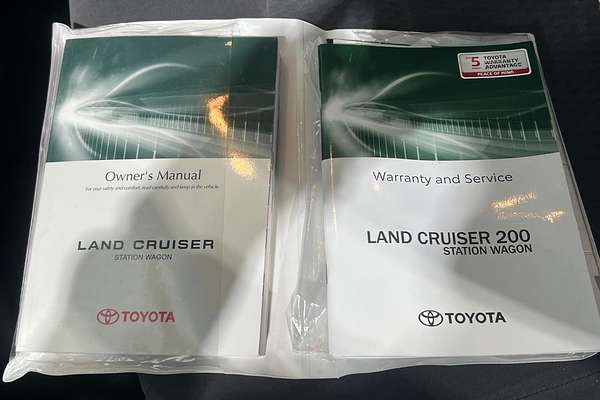 Owner's Manual
For your safety and comfort, read carefully and keep in the vehicle.
LAND CRUISER
STATION WAGON
TOYOTA
5 TOYOTA
WARRANTY
ADVANTAGE
PEACE OF MIND
Warranty and Service
LAND CRUISER 200
STATION WAGON
TOYOTA